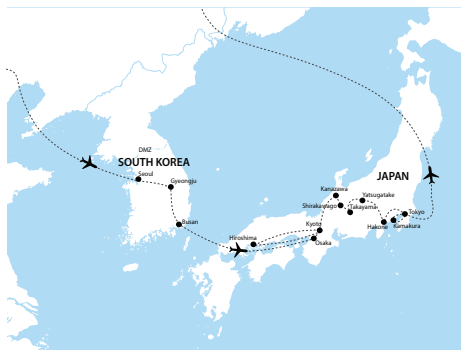 DMZ
SOUTH KOREA
Seoul
Gyeongju
Busan
JAPAN
Kanazawa
Yatsugatake
Shirakawago
Takayama
Tokyo
Kyoto
Hakone
Kamakura
Hiroshima
Osaka